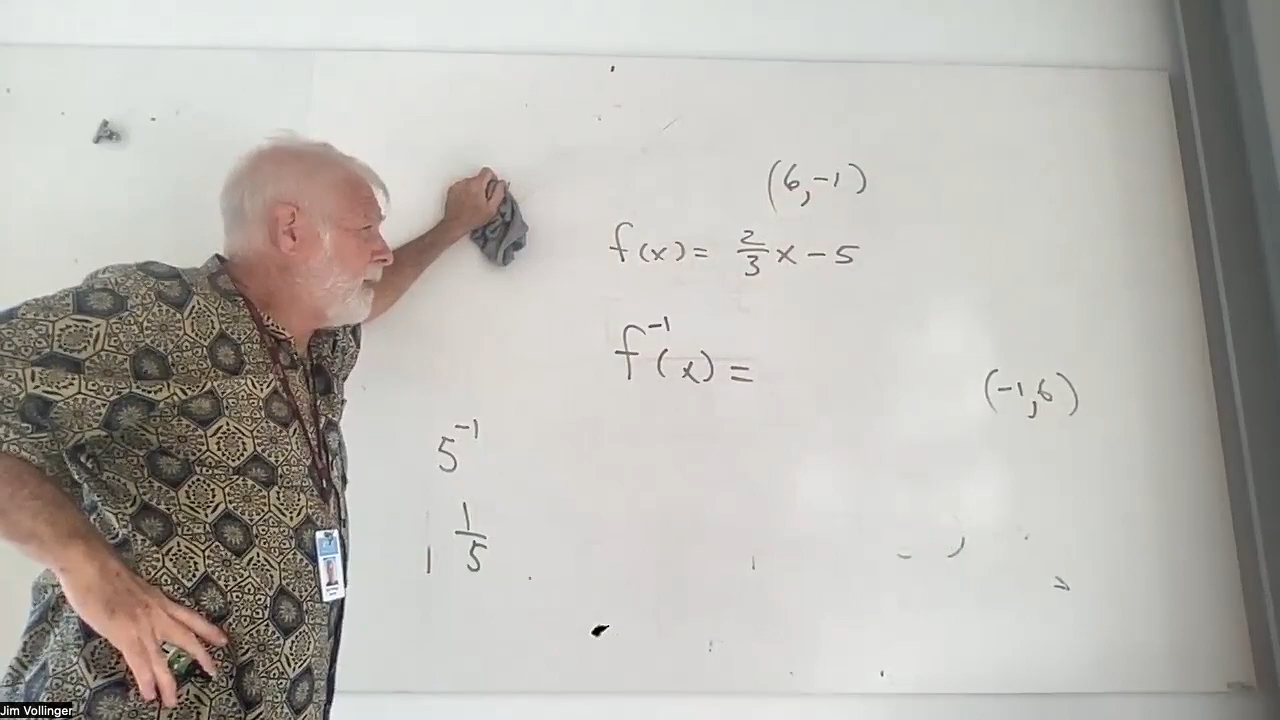 (6,-1)
f(x) = 2/3 x - 5
f⁻¹(x) =
(-1,6)
5⁻¹
1/5
Jim Vollinger